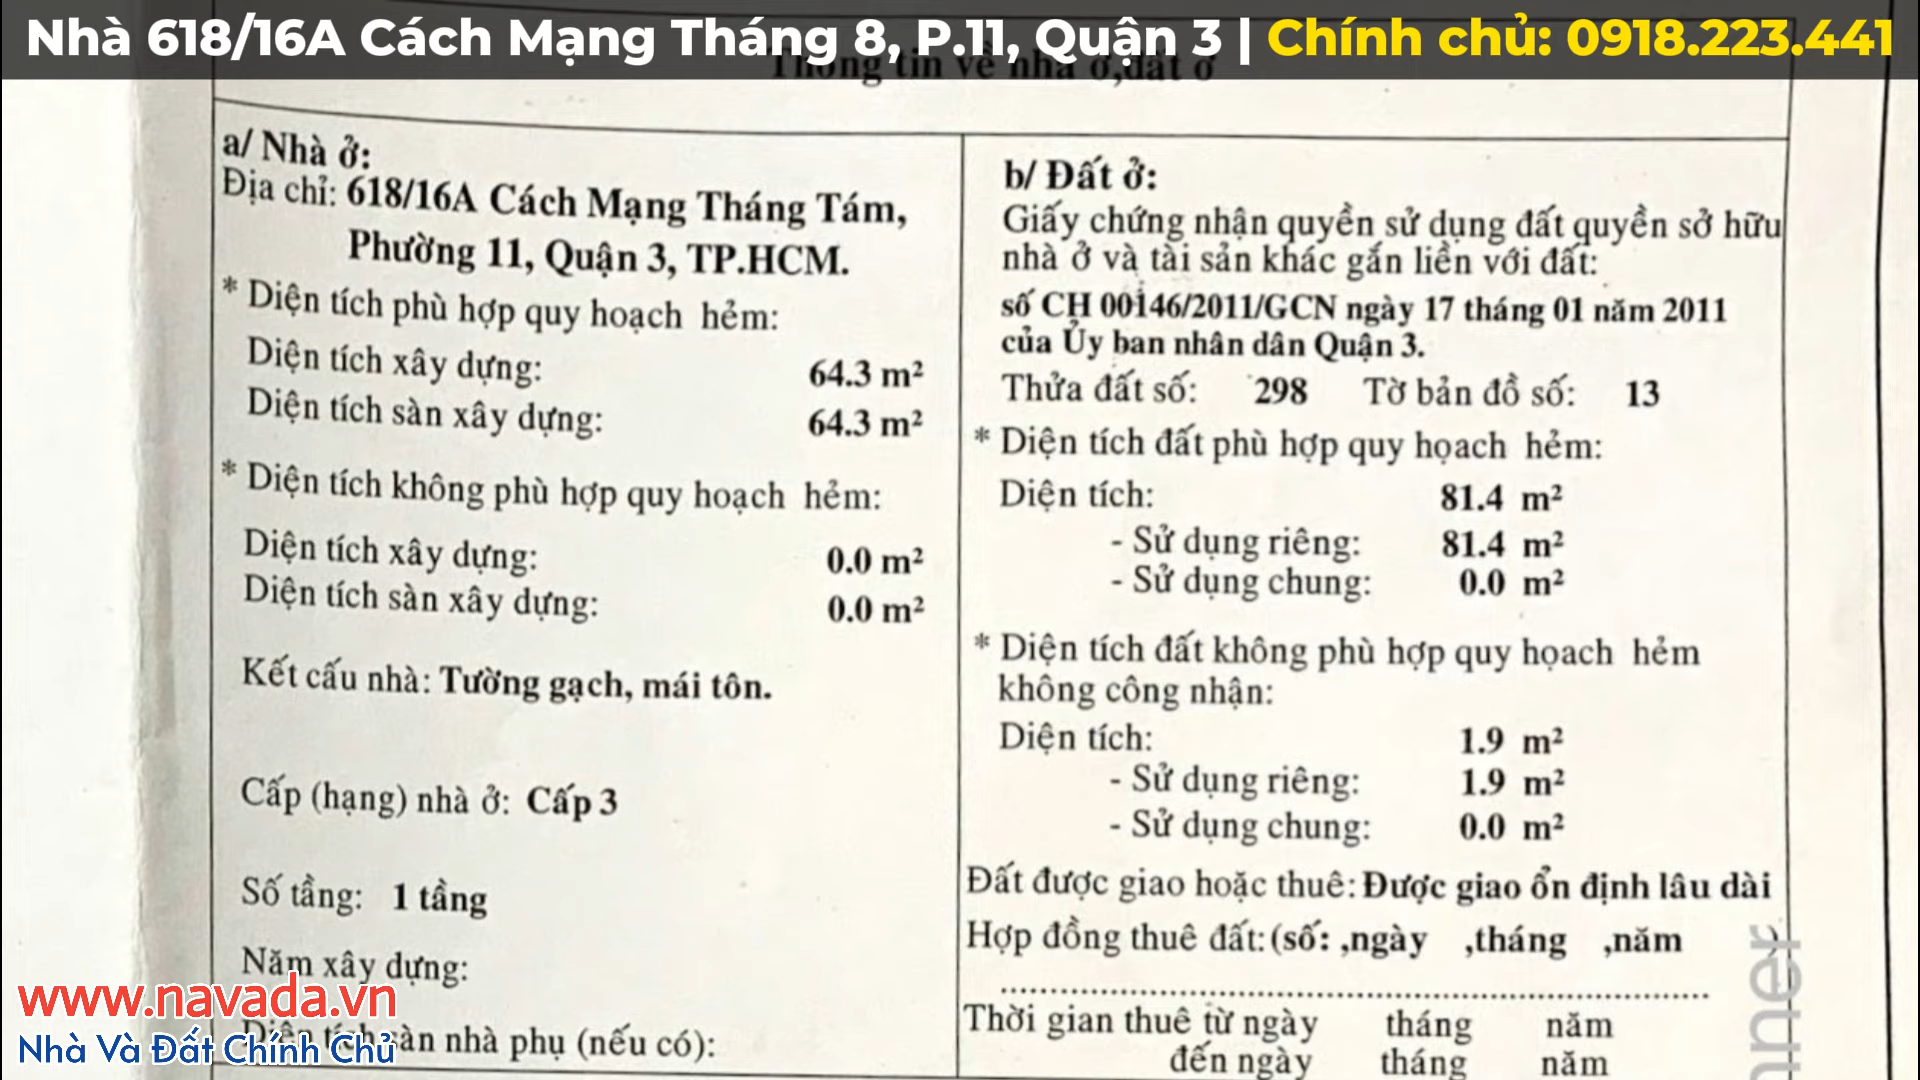 Nhà 618/16A Cách Mạng Tháng 8, P.11, Quận 3 | Chính chủ: 0918.223.441
Thông tin về nhà ở,đất ở
a/ Nhà ở:
Địa chỉ: 618/16A Cách Mạng Tháng Tám,
Phường 11, Quận 3, TP.HCM.
* Diện tích phù hợp quy hoạch hẻm:
Diện tích xây dựng: 64.3 m²
Diện tích sàn xây dựng: 64.3 m²
* Diện tích không phù hợp quy hoạch hẻm:
Diện tích xây dựng: 0.0 m²
Diện tích sàn xây dựng: 0.0 m²
Kết cấu nhà: Tường gạch, mái tôn.
Cấp (hạng) nhà ở: Cấp 3
Số tầng: 1 tầng
Năm xây dựng:
Diện tích sàn nhà phụ (nếu có):
b/ Đất ở:
Giấy chứng nhận quyền sử dụng đất quyền sở hữu
nhà ở và tài sản khác gắn liền với đất:
số CH 00146/2011/GCN ngày 17 tháng 01 năm 2011
của Ủy ban nhân dân Quận 3.
Thửa đất số: 298 Tờ bản đồ số: 13
* Diện tích đất phù hợp quy hoạch hẻm:
Diện tích: 81.4 m²
- Sử dụng riêng: 81.4 m²
- Sử dụng chung: 0.0 m²
* Diện tích đất không phù hợp quy hoạch hẻm
không công nhận:
Diện tích: 1.9 m²
- Sử dụng riêng: 1.9 m²
- Sử dụng chung: 0.0 m²
Đất được giao hoặc thuê: Được giao ổn định lâu dài
Hợp đồng thuê đất: (số: ,ngày ,tháng ,năm
Thời gian thuê từ ngày tháng năm
đến ngày tháng năm
www.navada.vn
Nhà Và Đất Chính Chủ